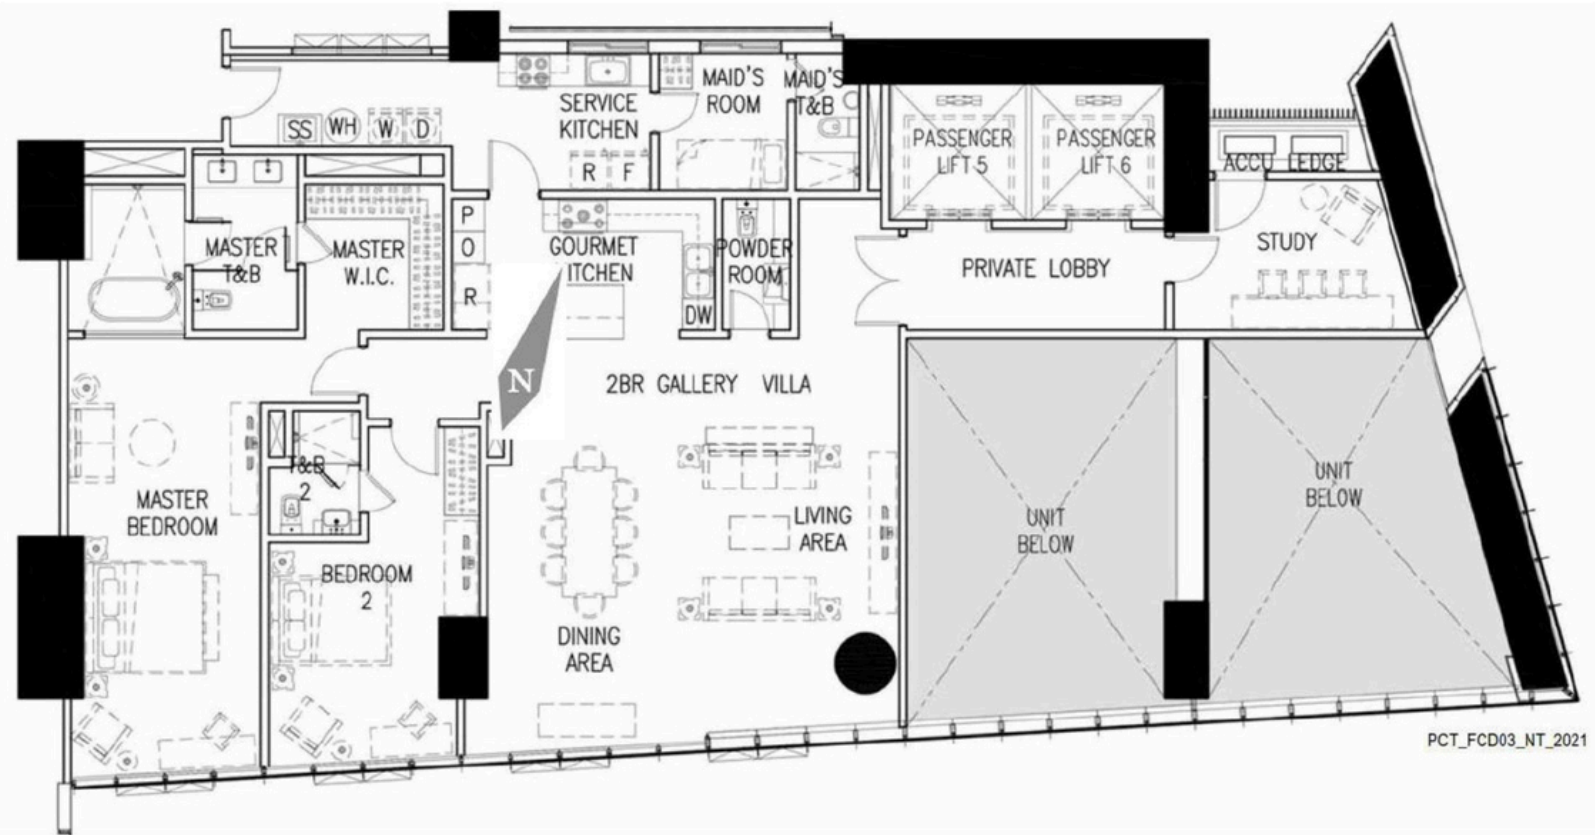 SERVICE
KITCHEN
MAID'S
ROOM
MAID'S
T&B
SS
WH
W
D
R
F
PASSENGER
LIFT 5
PASSENGER
LIFT 6
ACCU LEDGE
MASTER
T&B
MASTER
W.I.C.
P
O
R
GOURMET
ITCHEN
DW
POWDER
ROOM
PRIVATE LOBBY
STUDY
N
2BR GALLERY VILLA
MASTER
BEDROOM
T&B
2
BEDROOM
2
DINING
AREA
LIVING
AREA
UNIT
BELOW
UNIT
BELOW
PCT_FCD03_NT_2021